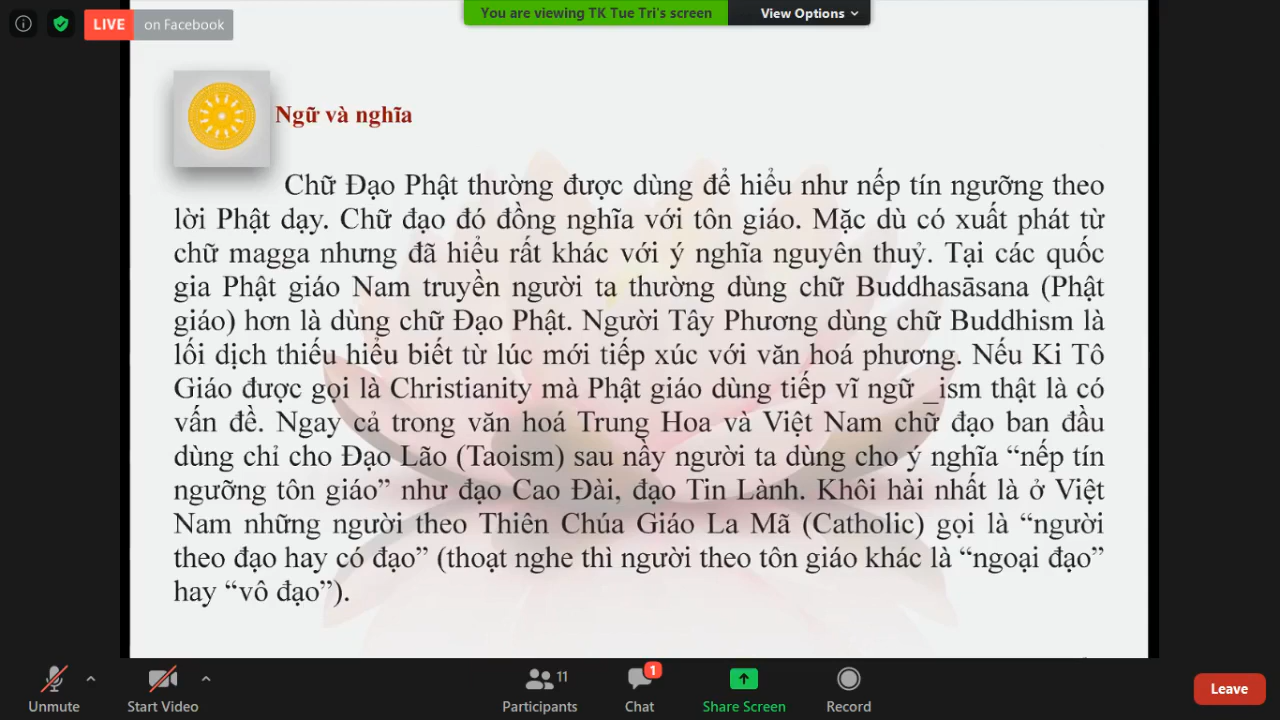 You are viewing TK Tue Tri's screen
View Options
LIVE on Facebook
Ngữ và nghĩa
Chữ Đạo Phật thường được dùng để hiểu như nếp tín ngưỡng theo
lời Phật dạy. Chữ đạo đó đồng nghĩa với tôn giáo. Mặc dù có xuất phát từ
chữ magga nhưng đã hiểu rất khác với ý nghĩa nguyên thuỷ. Tại các quốc
gia Phật giáo Nam truyền người ta thường dùng chữ Buddhasāsana (Phật
giáo) hơn là dùng chữ Đạo Phật. Người Tây Phương dùng chữ Buddhism là
lối dịch thiếu hiểu biết từ lúc mới tiếp xúc với văn hoá phương. Nếu Ki Tô
Giáo được gọi là Christianity mà Phật giáo dùng tiếp vĩ ngữ _ism thật là có
vấn đề. Ngay cả trong văn hoá Trung Hoa và Việt Nam chữ đạo ban đầu
dùng chỉ cho Đạo Lão (Taoism) sau nầy người ta dùng cho ý nghĩa “nếp tín
ngưỡng tôn giáo” như đạo Cao Đài, đạo Tin Lành. Khôi hài nhất là ở Việt
Nam những người theo Thiên Chúa Giáo La Mã (Catholic) gọi là “người
theo đạo hay có đạo” (thoạt nghe thì người theo tôn giáo khác là “ngoại đạo”
hay “vô đạo”).
11
1
Unmute
Start Video
Participants
Chat
Share Screen
Record
Leave